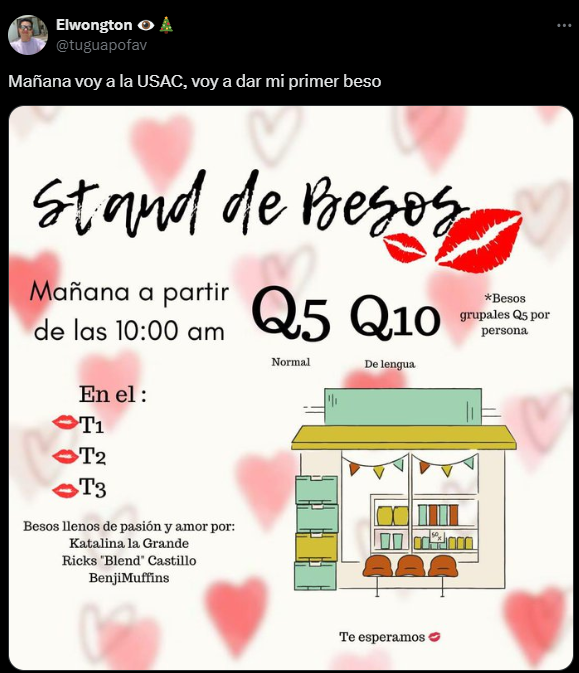 Elwongton 👁️🎄
@tuguapofav
Mañana voy a la USAC, voy a dar mi primer beso
Stand de Besos
Mañana a partir
de las 10:00 am
Q5
Normal
Q10
De lengua
*Besos
grupales Q5 por
persona
En el :
T1
T2
T3
Besos llenos de pasión y amor por:
Katalina la Grande
Ricks "Blend" Castillo
BenjiMuffins
Te esperamos 💋